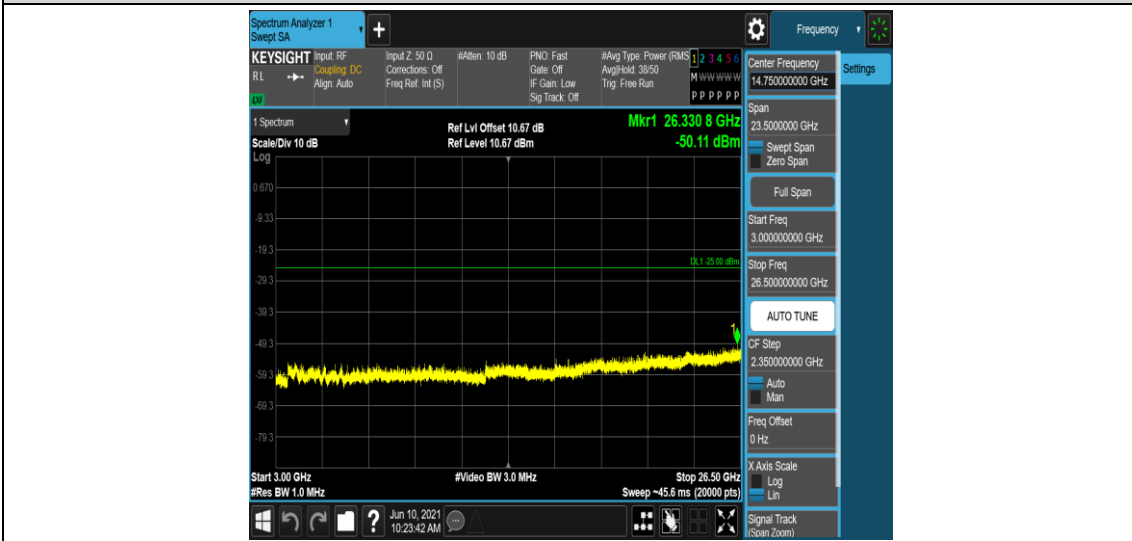 Spectrum Analyzer 1
Swept SA
+
Frequency
KEYSIGHT
RL
LXI
Input: RF
Coupling: DC
Align: Auto
Input Z: 50 Ω
Corrections: Off
Freq Ref: Int (S)
#Atten: 10 dB
PNO: Fast
Gate: Off
IF Gain: Low
Sig Track: Off
#Avg Type: Power (RMS
Avg|Hold: 38/50
Trig: Free Run
1 2 3 4 5 6
M W W W W W
P P P P P P
Center Frequency
14.750000000 GHz
Settings
Span
23.5000000 GHz
Swept Span
Zero Span
Full Span
Start Freq
3.000000000 GHz
Stop Freq
26.500000000 GHz
AUTO TUNE
CF Step
2.350000000 GHz
Auto
Man
Freq Offset
0 Hz
X Axis Scale
Log
Lin
Signal Track
(Span Zoom)
1 Spectrum
Scale/Div 10 dB
Log
Ref Lvl Offset 10.67 dB
Ref Level 10.67 dBm
Mkr1 26.330 8 GHz
-50.11 dBm
0.670
-9.33
-19.3
DL1 -25.00 dBm
-29.3
-39.3
1
-49.3
-59.3
-69.3
-79.3
Start 3.00 GHz
#Video BW 3.0 MHz
Stop 26.50 GHz
#Res BW 1.0 MHz
Sweep ~45.6 ms (20000 pts)
?
Jun 10, 2021
10:23:42 AM